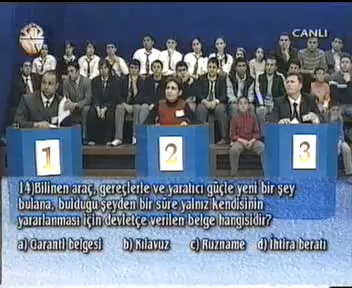 CANLI
1
2
3
14)Bilinen araç, gereçlerle ve yaratıcı güçle yeni bir şey
bulana, bulduğu şeyden bir süre yalnız kendisinin
yararlanması için devletçe verilen belge hangisidir?
a) Garanti belgesi b) Kılavuz c) Ruzname d) İhtira beratı